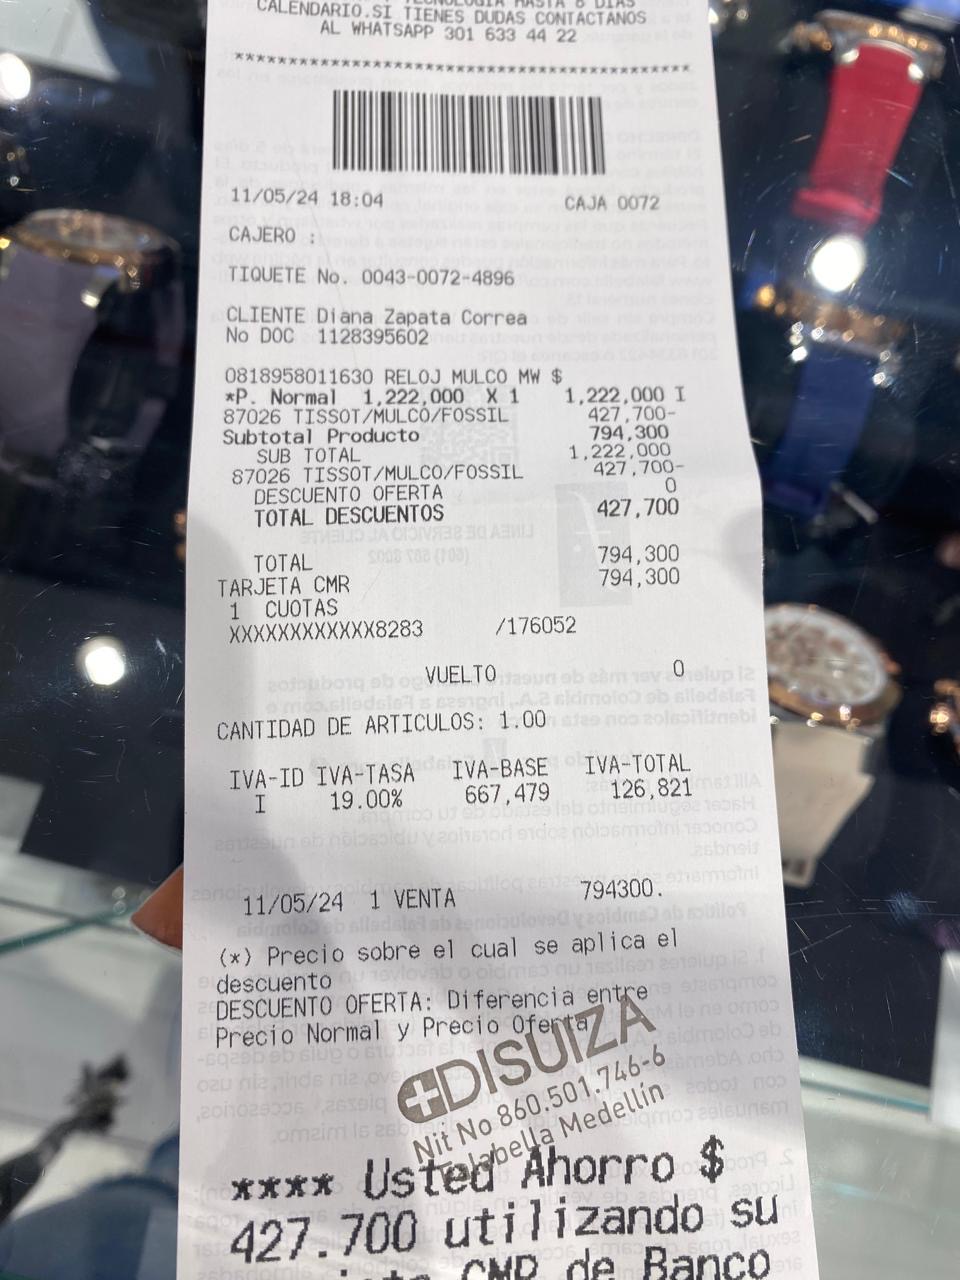 TECNOLOGIA HASTA 8 DIAS
CALENDARIO.SI TIENES DUDAS CONTACTANOS
AL WHATSAPP 301 633 44 22
****************************************
11/05/24 18:04 CAJA 0072
CAJERO :
TIQUETE No. 0043-0072-4896
CLIENTE Diana Zapata Correa
No DOC 1128395602
0818958011630 RELOJ MULCO MW $
*P. Normal 1,222,000 X 1 1,222,000 I
87026 TISSOT/MULCO/FOSSIL 427,700-
Subtotal Producto 794,300
SUB TOTAL 1,222,000
87026 TISSOT/MULCO/FOSSIL 427,700-
DESCUENTO OFERTA 0
TOTAL DESCUENTOS 427,700
TOTAL 794,300
TARJETA CMR 794,300
1 CUOTAS
XXXXXXXXXXXX8283 /176052
VUELTO 0
CANTIDAD DE ARTICULOS: 1.00
IVA-ID IVA-TASA IVA-BASE IVA-TOTAL
I 19.00% 667,479 126,821
11/05/24 1 VENTA 794300.
(*) Precio sobre el cual se aplica el
descuento
DESCUENTO OFERTA: Diferencia entre
Precio Normal y Precio Oferta
DISUIZA
Nit No 860.501.746-6
Falabella Medellín
**** Usted Ahorro $
427.700 utilizando su
CMR de Banco